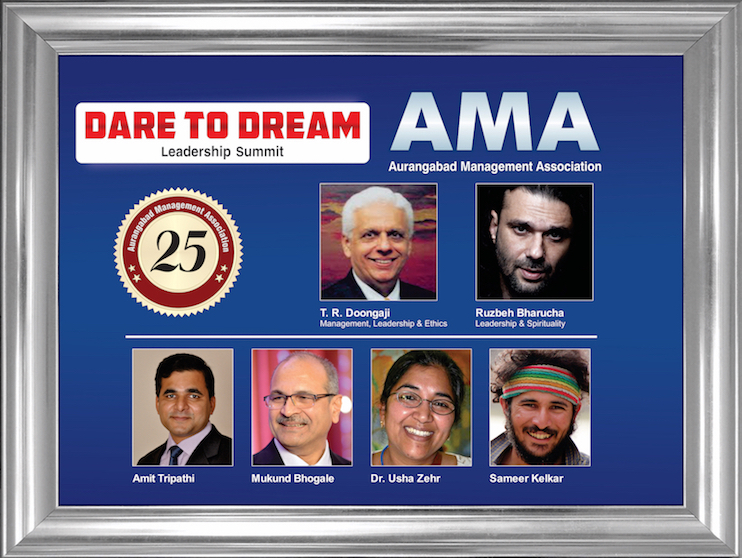 DARE TO DREAM
Leadership Summit
AMA
Aurangabad Management Association
Aurangabad Management Association
25
T. R. Doongaji
Management, Leadership & Ethics
Ruzbeh Bharucha
Leadership & Spirituality
Amit Tripathi
Mukund Bhogale
Dr. Usha Zehr
Sameer Kelkar